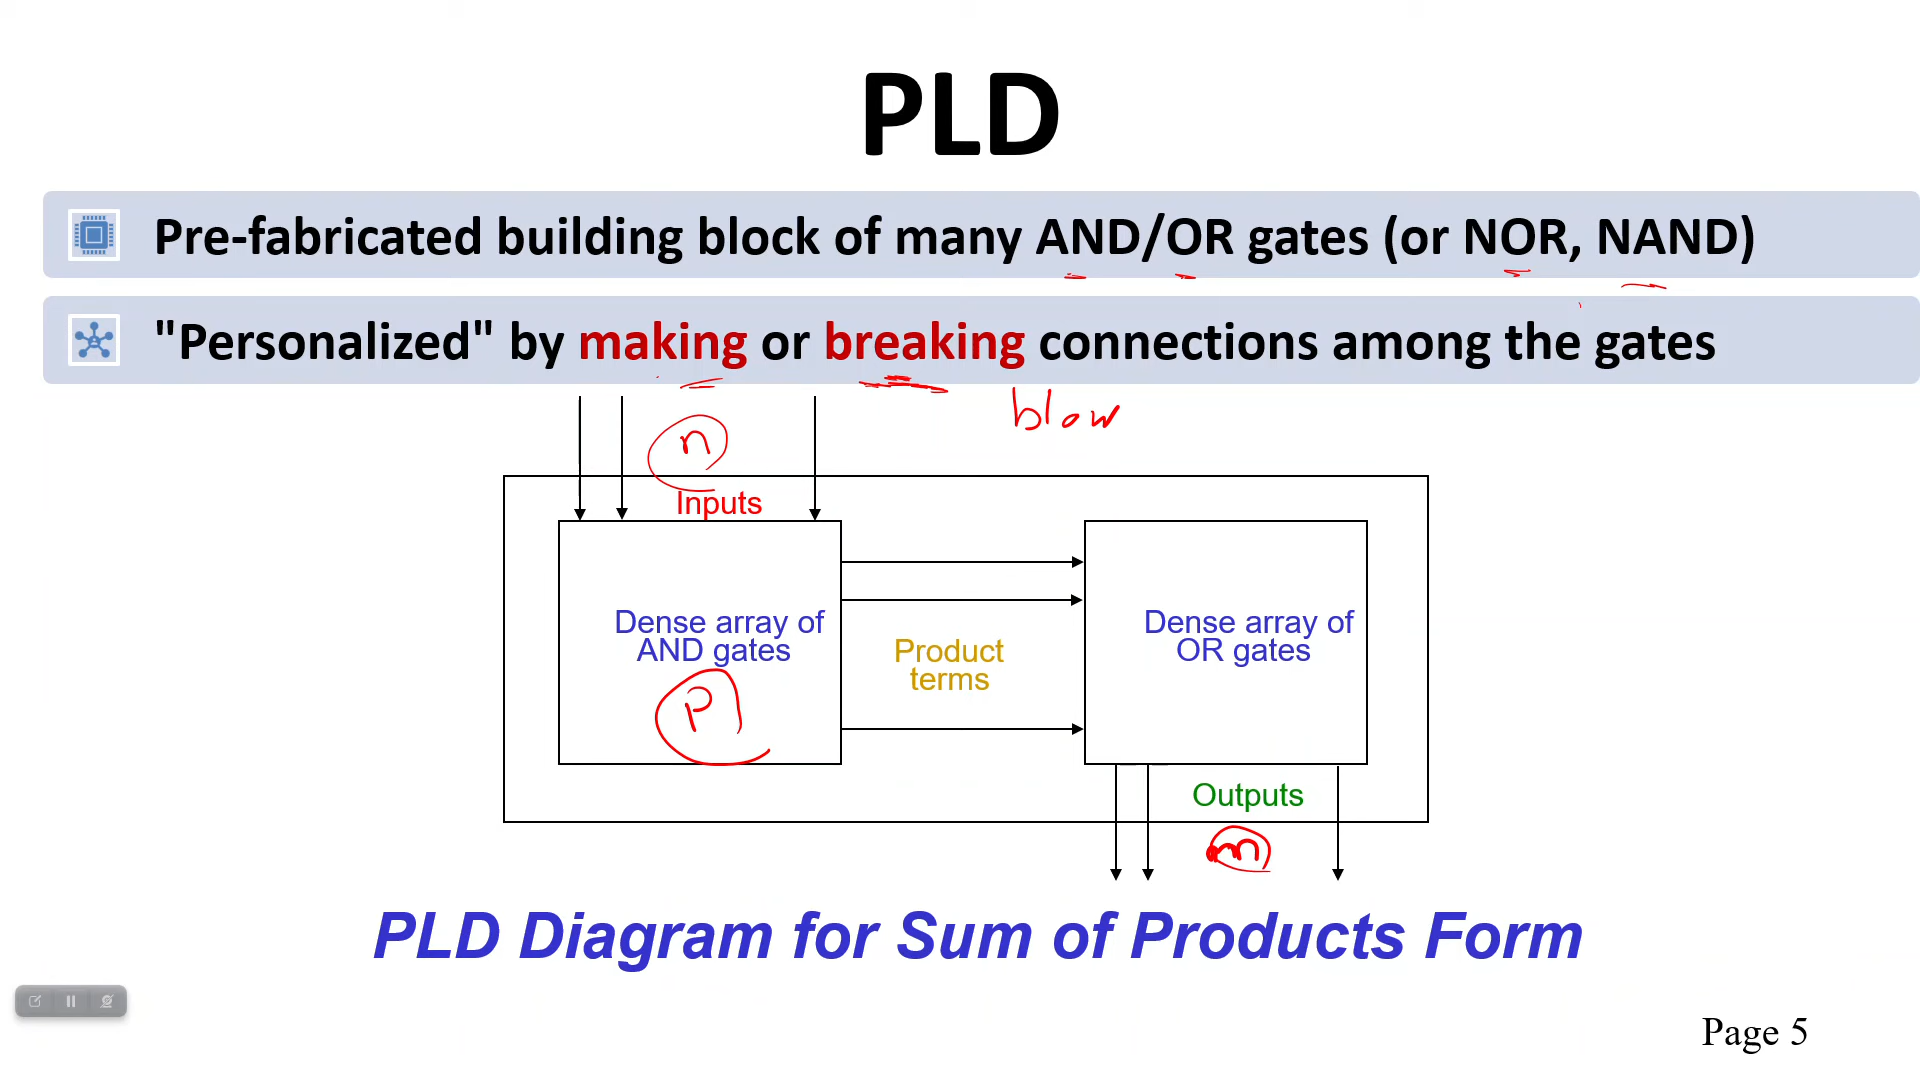 PLD
Pre-fabricated building block of many AND/OR gates (or NOR, NAND)
"Personalized" by making or breaking connections among the gates
blow
n
Inputs
Dense array of
AND gates
P
Product
terms
Dense array of
OR gates
Outputs
m
PLD Diagram for Sum of Products Form
Page 5